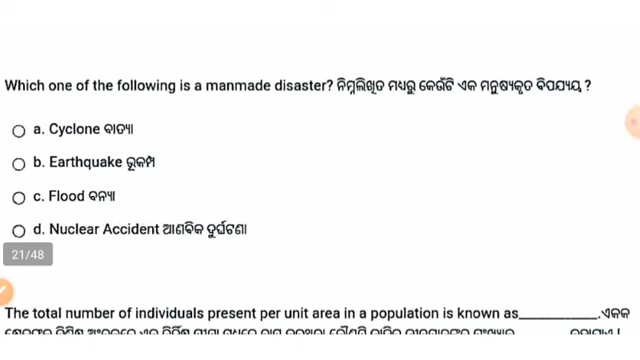 Which one of the following is a manmade disaster? ନିମ୍ନଲିଖିତ ମଧ୍ୟରୁ କେଉଁଟି ଏକ ମନୁଷ୍ୟକୃତ ବିପଯ୍ୟୟ ?
a. Cyclone ବାତ୍ୟା
b. Earthquake ଭୂକମ୍ପ
c. Flood ବନ୍ୟା
d. Nuclear Accident ଆଣବିକ ଦୁର୍ଘଟଣା
21/48
The total number of individuals present per unit area in a population is known as____________.ଏକକ